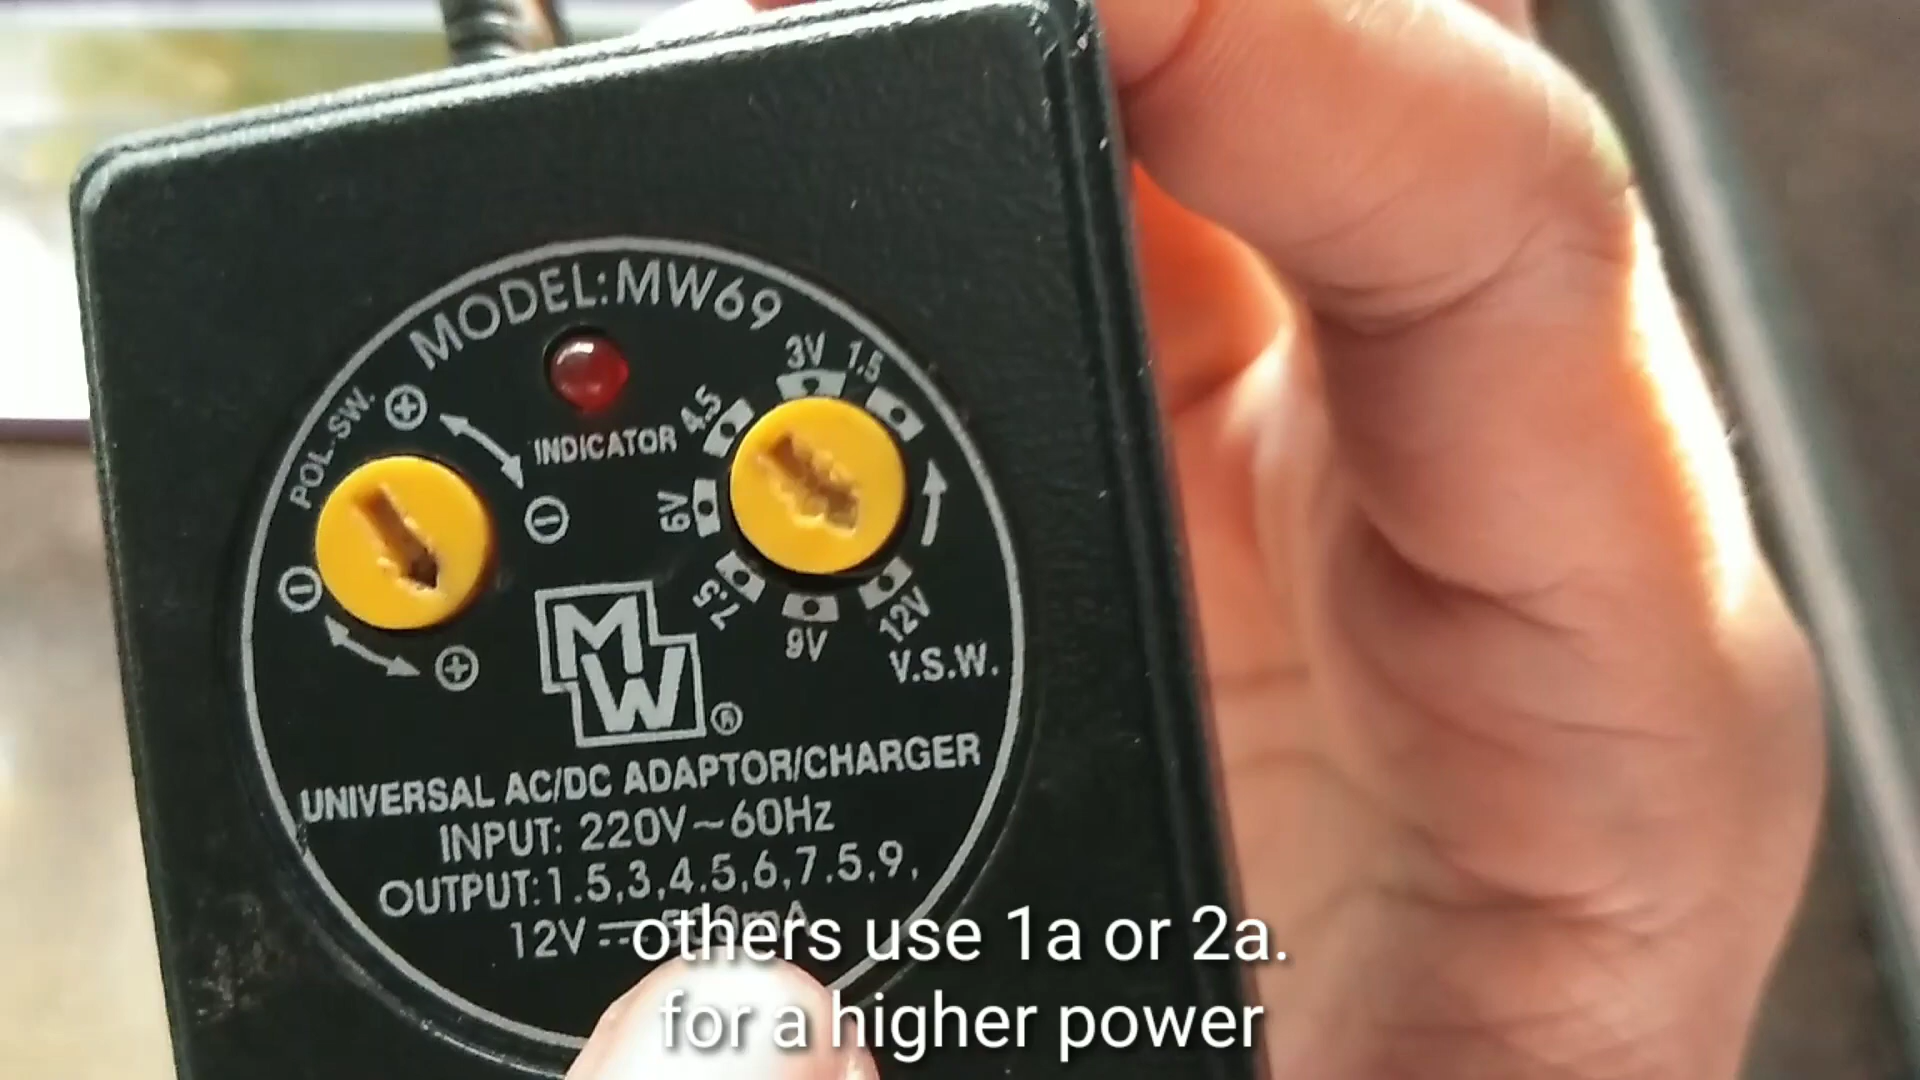 MODEL:MW69
3V 1.5
POL.SW.
4.5
INDICATOR
6V
7.5
9V
12V
V.S.W.
MW ®
UNIVERSAL AC/DC ADAPTOR/CHARGER
INPUT: 220V~60Hz
OUTPUT:1.5,3,4.5,6,7.5,9,
12V ⎓ 500mA
others use 1a or 2a.
for a higher power